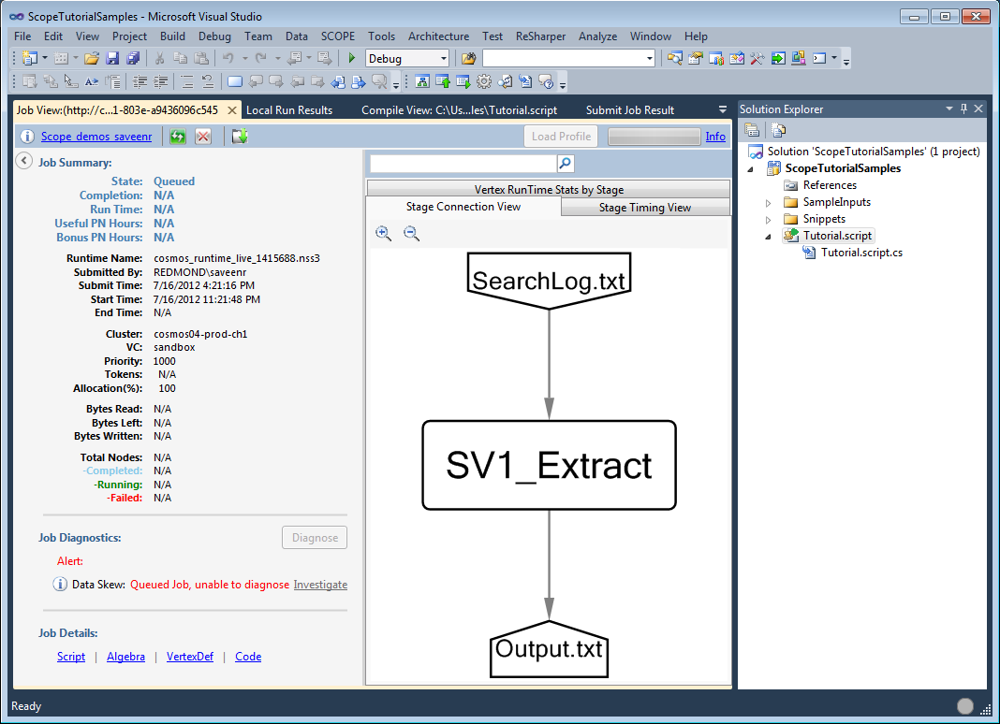 ScopeTutorialSamples - Microsoft Visual Studio
File Edit View Project Build Debug Team Data SCOPE Tools Architecture Test ReSharper Analyze Window Help
Debug
Job View:(http://c...1-803e-a9436096c545 Local Run Results Compile View: C:\Us...les\Tutorial.script Submit Job Result
Scope_demos_saveenr Load Profile Info
Job Summary:
State: Queued
Completion: N/A
Run Time: N/A
Useful PN Hours: N/A
Bonus PN Hours: N/A
Runtime Name: cosmos_runtime_live_1415688.nss3
Submitted By: REDMOND\saveenr
Submit Time: 7/16/2012 4:21:16 PM
Start Time: 7/16/2012 11:21:48 PM
End Time: N/A
Cluster: cosmos04-prod-ch1
VC: sandbox
Priority: 1000
Tokens: N/A
Allocation(%): 100
Bytes Read: N/A
Bytes Left: N/A
Bytes Written: N/A
Total Nodes: N/A
-Completed: N/A
-Running: N/A
-Failed: N/A
Job Diagnostics: Diagnose
Alert:
Data Skew: Queued Job, unable to diagnose Investigate
Job Details:
Script | Algebra | VertexDef | Code
Vertex RunTime Stats by Stage
Stage Connection View Stage Timing View
SearchLog.txt
SV1_Extract
Output.txt
Solution Explorer
Solution 'ScopeTutorialSamples' (1 project)
ScopeTutorialSamples
References
SampleInputs
Snippets
Tutorial.script
Tutorial.script.cs
Ready